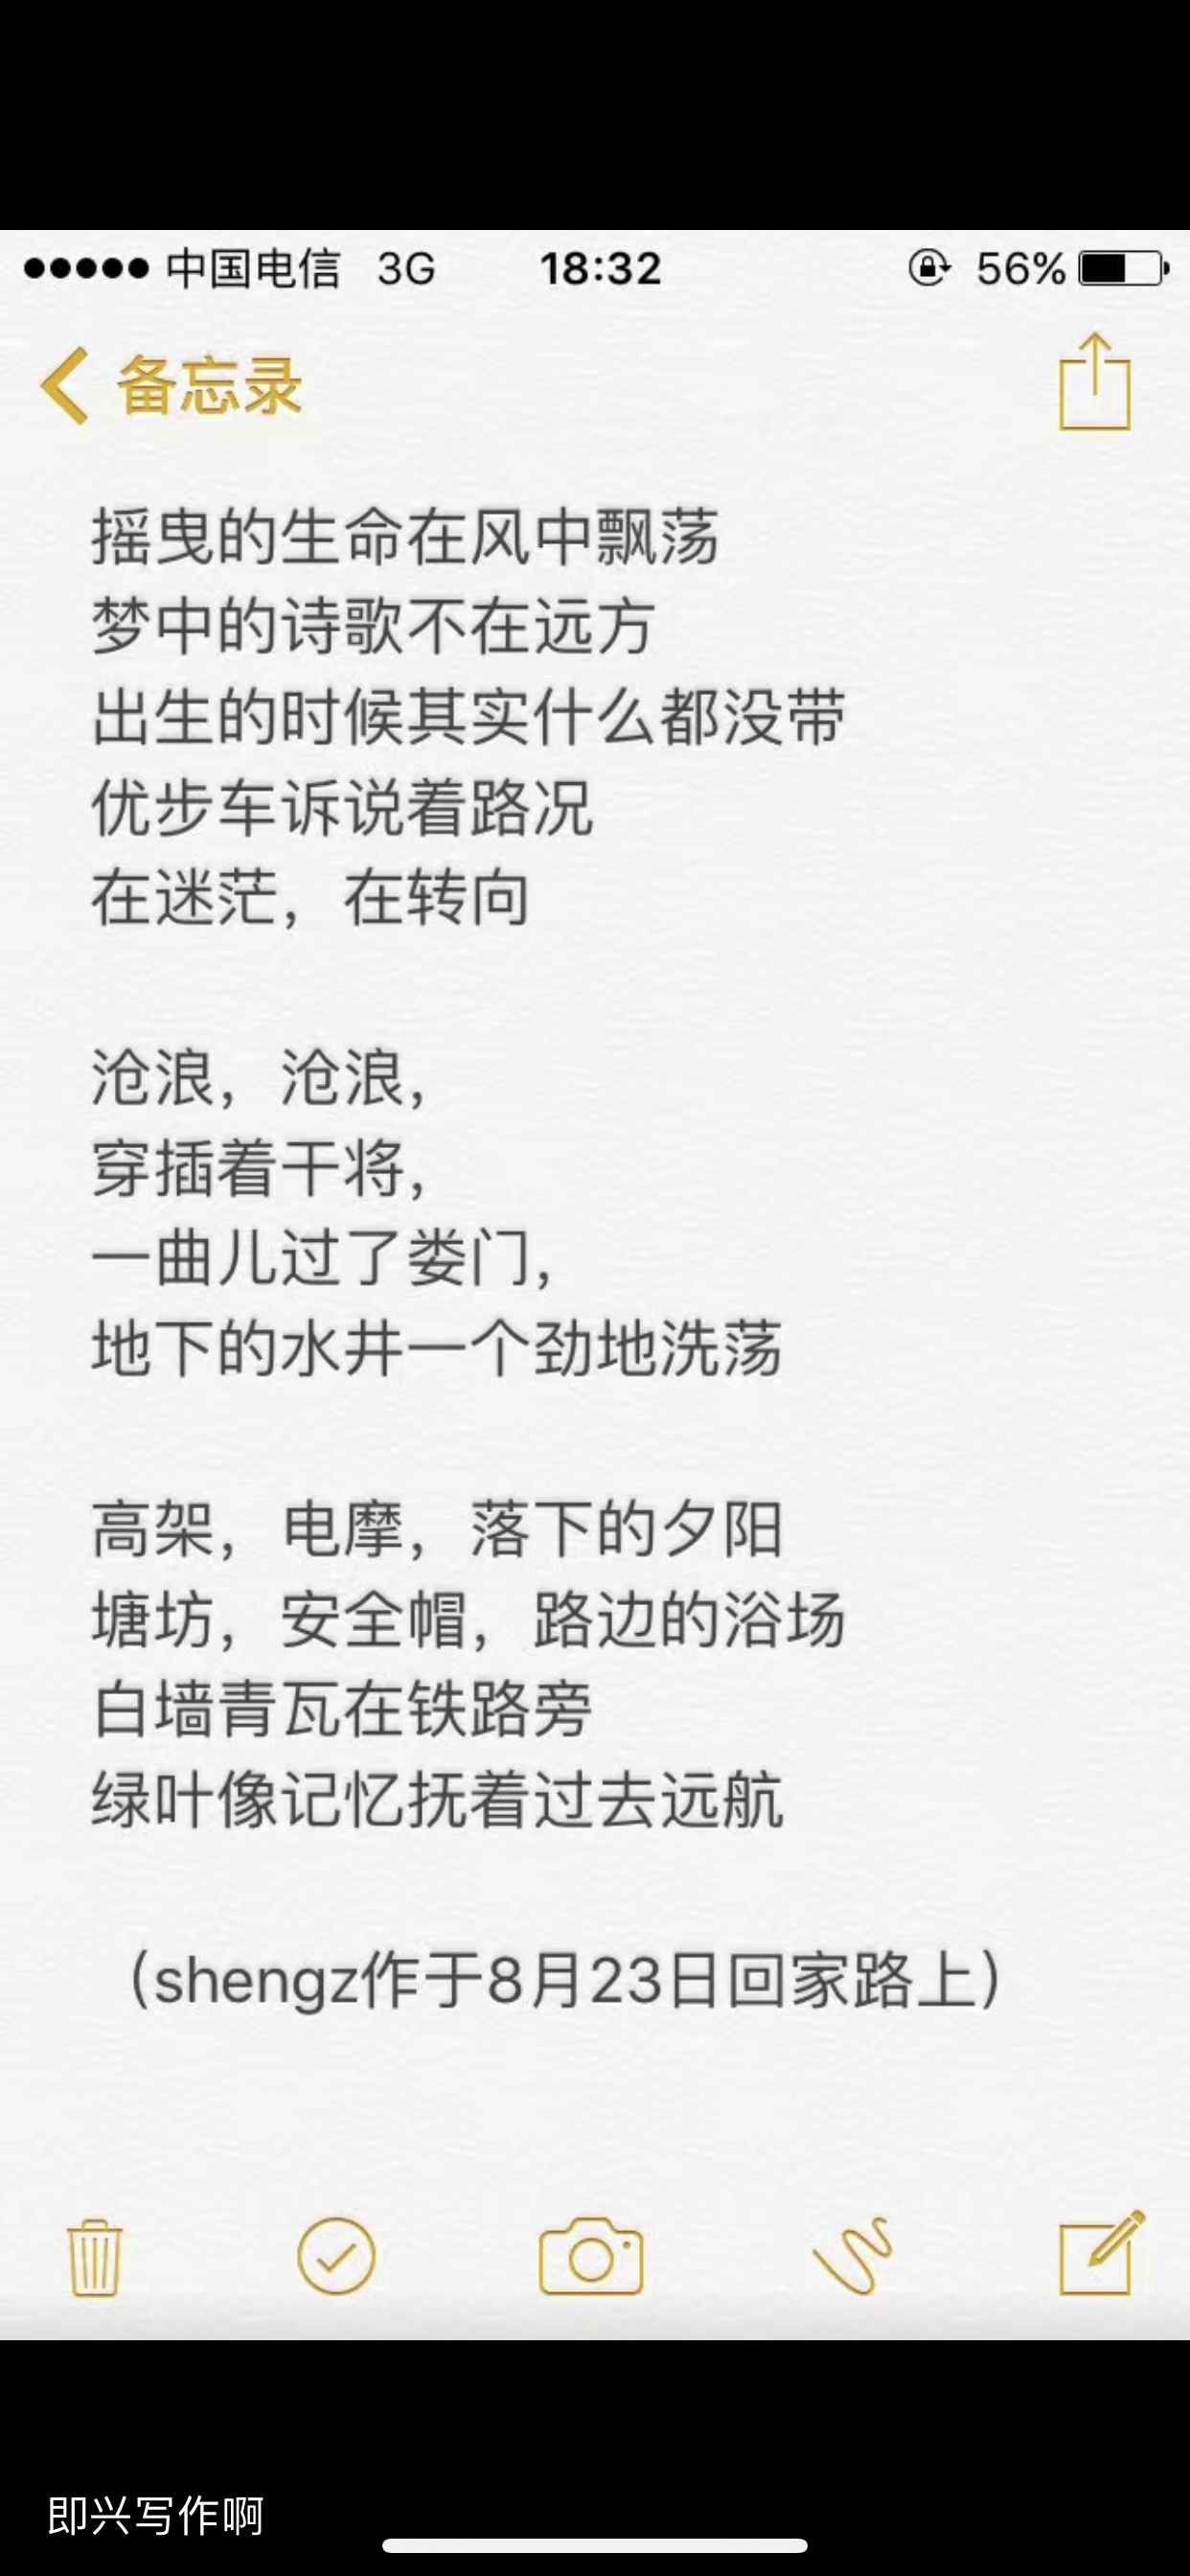 中国电信 3G 18:32 56%
备忘录
摇曳的生命在风中飘荡
梦中的诗歌不在远方
出生的时候其实什么都没带
优步车诉说着路况
在迷茫，在转向
沧浪，沧浪，
穿插着干将，
一曲儿过了娄门，
地下的水井一个劲地洗荡
高架，电摩，落下的夕阳
塘坊，安全帽，路边的浴场
白墙青瓦在铁路旁
绿叶像记忆抚着过去远航
（shengz作于8月23日回家路上）
即兴写作啊